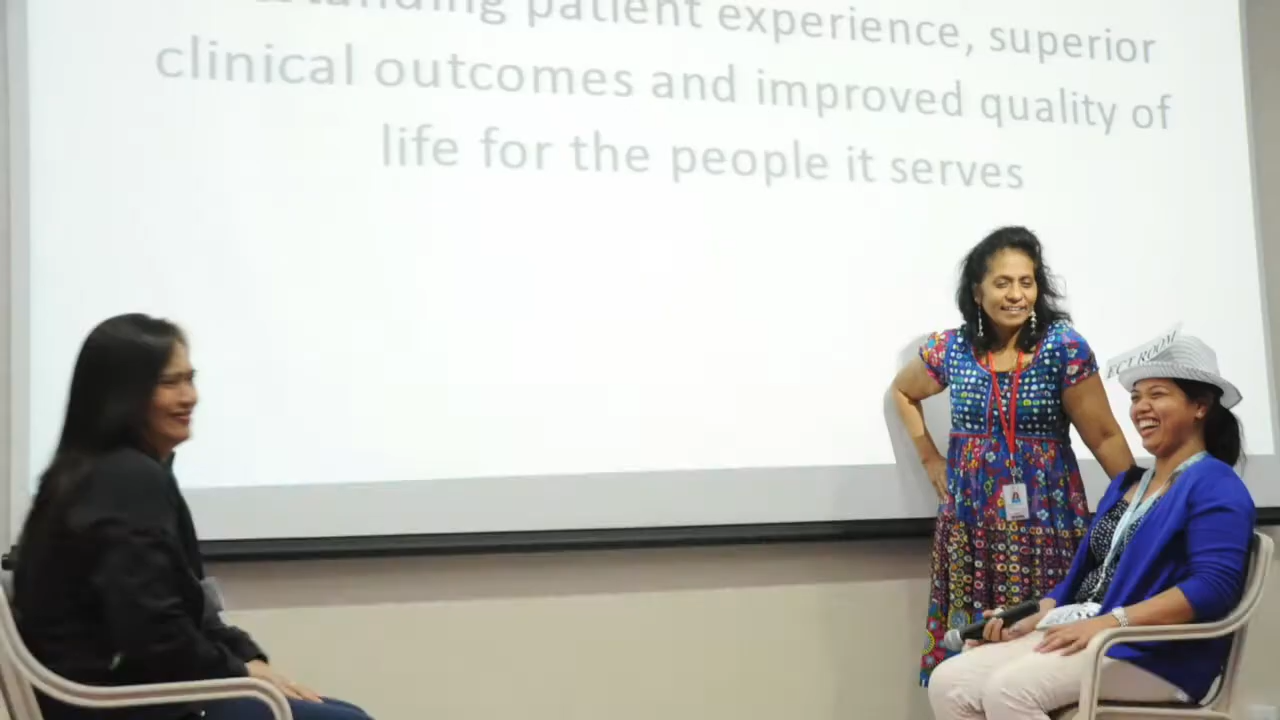 patient experience, superior
clinical outcomes and improved quality of
life for the people it serves
ECT ROOM